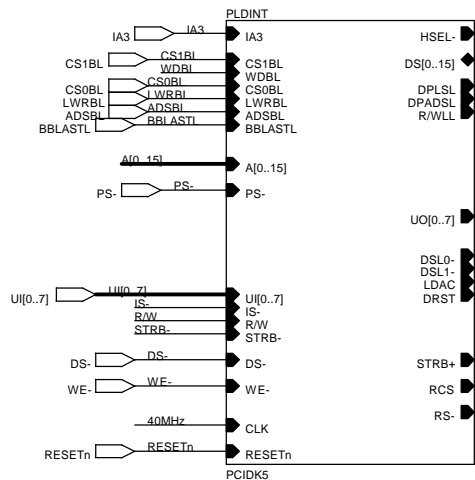 PLDINT
IA3 IA3 IA3 HSEL-
CS1BL CS1BL CS1BL DS[0..15]
WDBL WDBL
CS0BL CS0BL CS0BL DPLSL
LWRBL LWRBL LWRBL DPADSL
ADSBL ADSBL ADSBL R/WLL
BBLASTL BBLASTL BBLASTL
A[0..15] A[0..15]
PS- PS- PS-
UO[0..7]
DSL0-
DSL1-
LDAC
UI[0..7] UI[0..7] UI[0..7] DRST
IS- IS-
R/W R/W
STRB- STRB-
DS- DS- DS- STRB+
WE- WE- WE- RCS
RS-
40MHz CLK
RESETn RESETn RESETn
PCIDK5